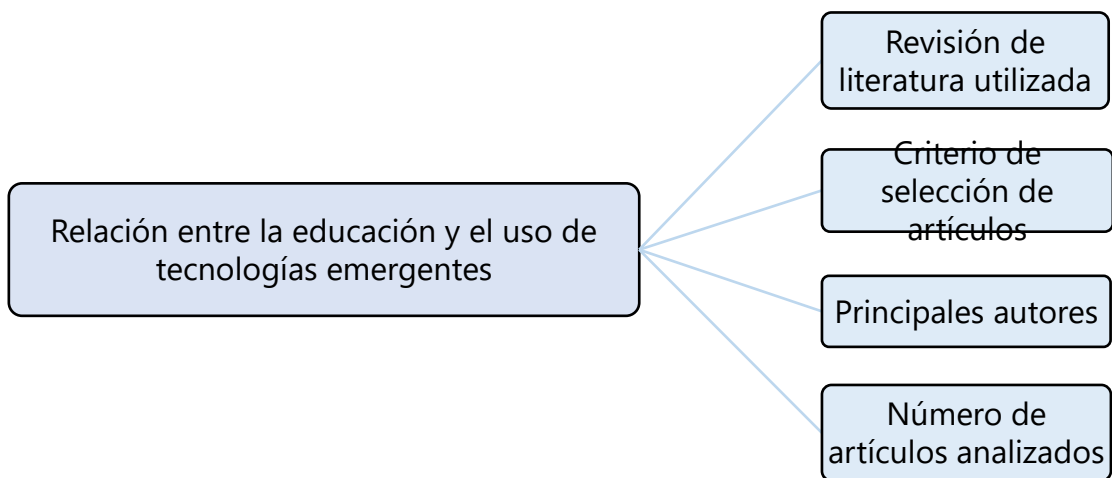 Relación entre la educación y el uso de
tecnologías emergentes
Revisión de
literatura utilizada
Criterio de
selección de
artículos
Principales autores
Número de
artículos analizados